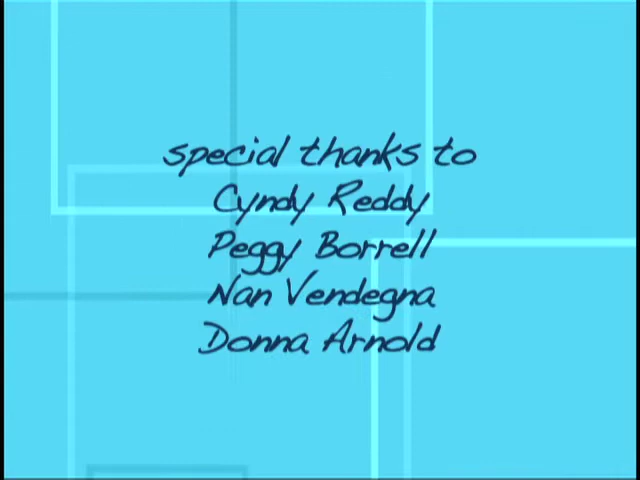 special thanks to
Cyndy Reddy
Peggy Borrell
Nan Vendegna
Donna Arnold